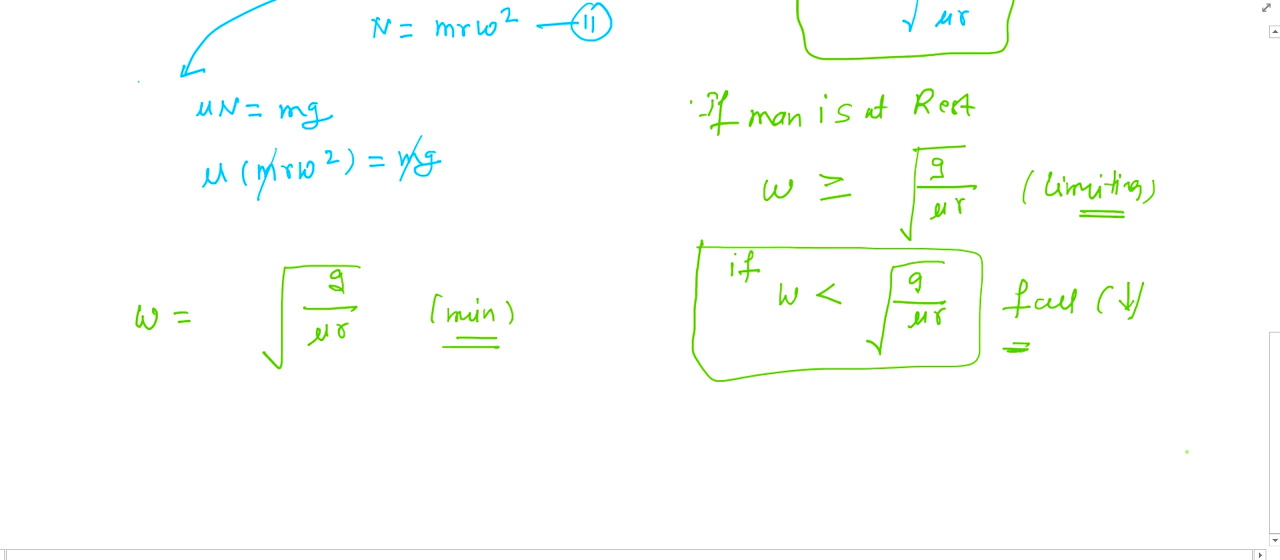 N = mrω² — (11)
μN = mg
μ(mrω²) = mg
ω = √(g/μr) (min)
√ μr
If man is at Rest
ω ≥ √(g/μr) (limiting)
if ω < √(g/μr) fall (↓)